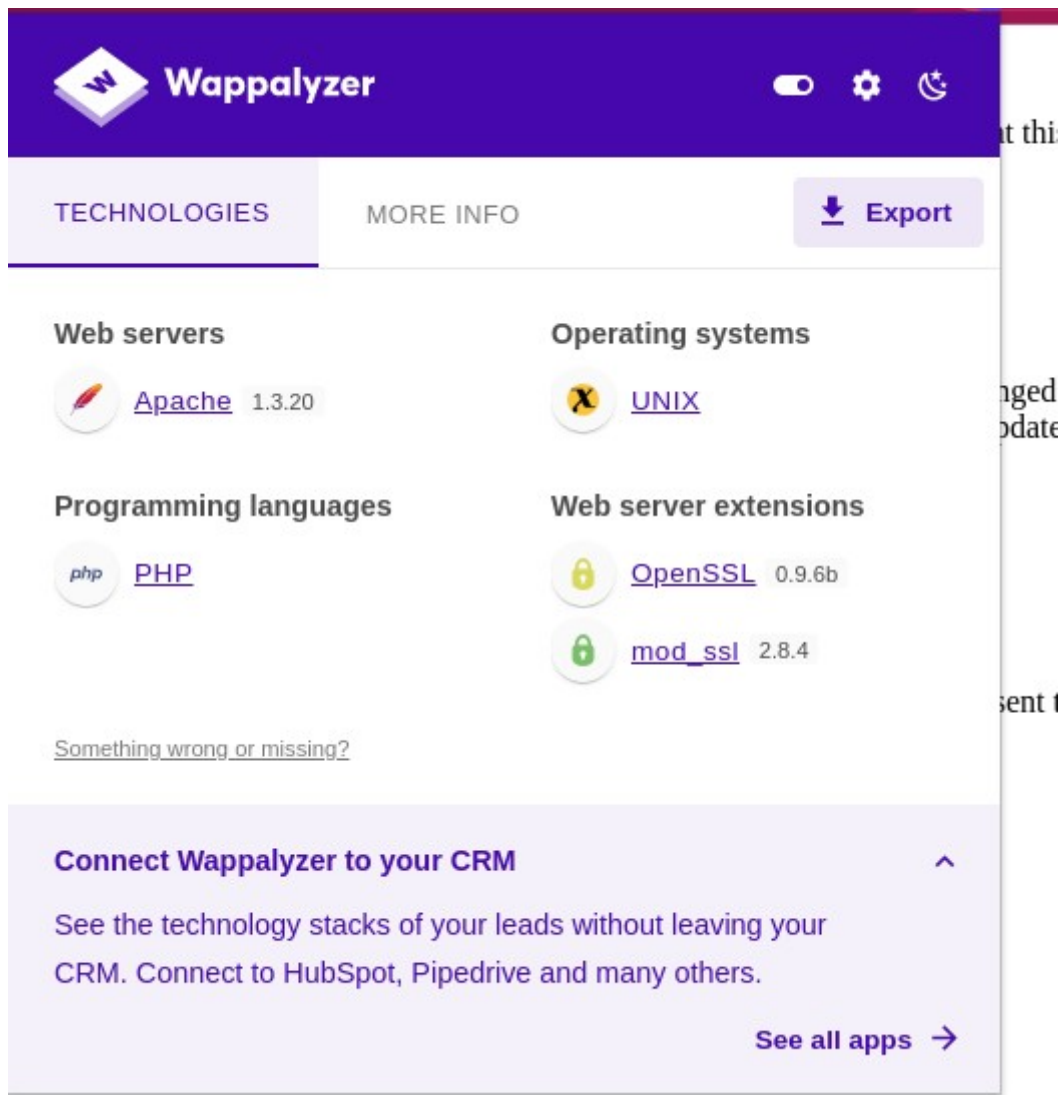 Wappalyzer
TECHNOLOGIES
MORE INFO
Export
Web servers
Apache 1.3.20
Operating systems
UNIX
Programming languages
php PHP
Web server extensions
OpenSSL 0.9.6b
mod_ssl 2.8.4
Something wrong or missing?
Connect Wappalyzer to your CRM
See the technology stacks of your leads without leaving your
CRM. Connect to HubSpot, Pipedrive and many others.
See all apps